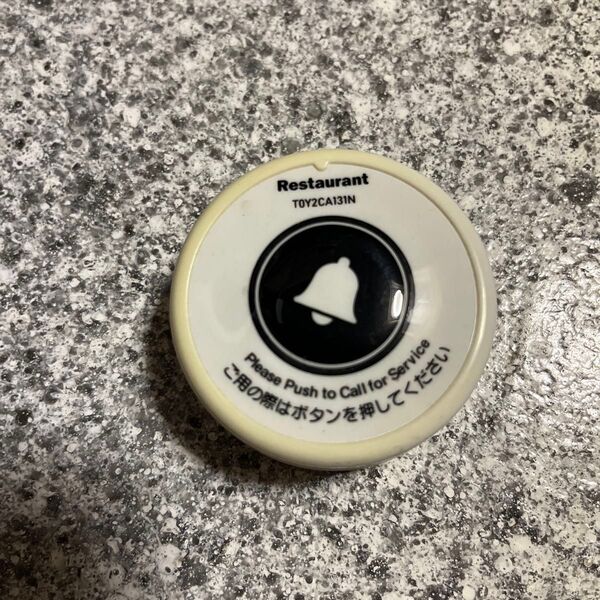 Restaurant
T0Y2CA131N
Please Push to Call for Service
ご用の際はボタンを押してください